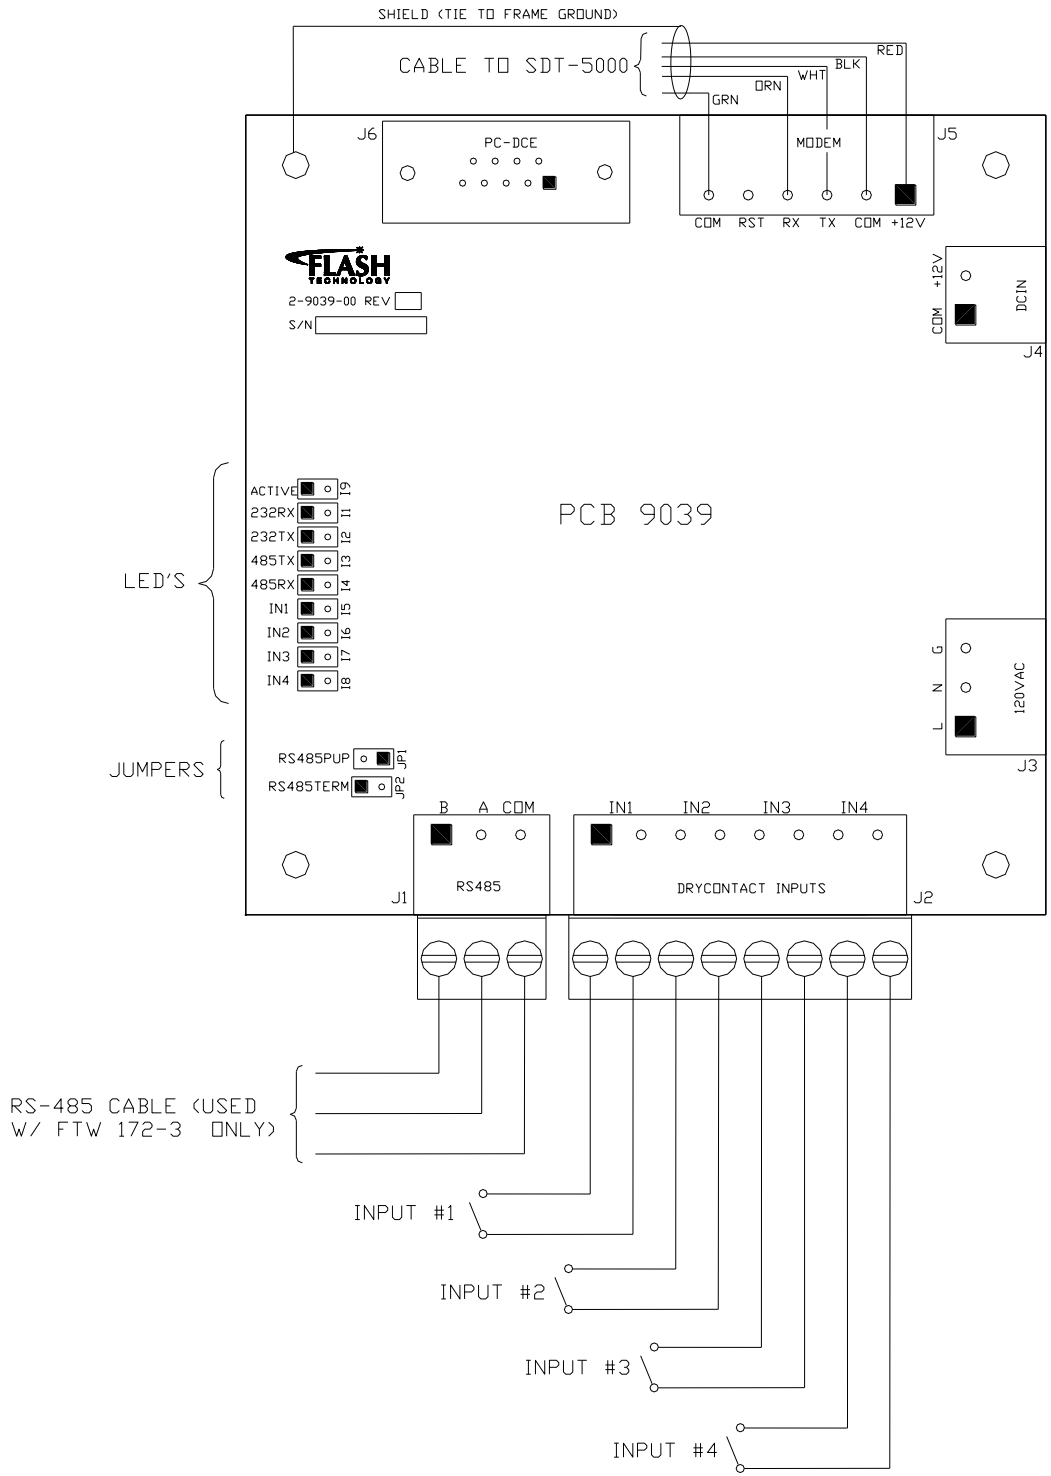 SHIELD (TIE TO FRAME GROUND)
CABLE TO SDT-5000
RED
BLK
WHT
ORN
GRN
J6
PC-DCE
MODEM
J5
COM RST RX TX COM +12V
FLASH
TECHNOLOGY
2-9039-00 REV
S/N
COM +12V
DCIN
J4
ACTIVE I9
232RX I1
232TX I2
485TX I3
485RX I4
IN1 I5
IN2 I6
IN3 I7
IN4 I8
LED'S
PCB 9039
L N G
120VAC
J3
JUMPERS
RS485PUP JP1
RS485TERM JP2
B A COM
IN1 IN2 IN3 IN4
RS485
DRYCONTACT INPUTS
J1
J2
RS-485 CABLE (USED
W/ FTW 172-3 ONLY)
INPUT #1
INPUT #2
INPUT #3
INPUT #4